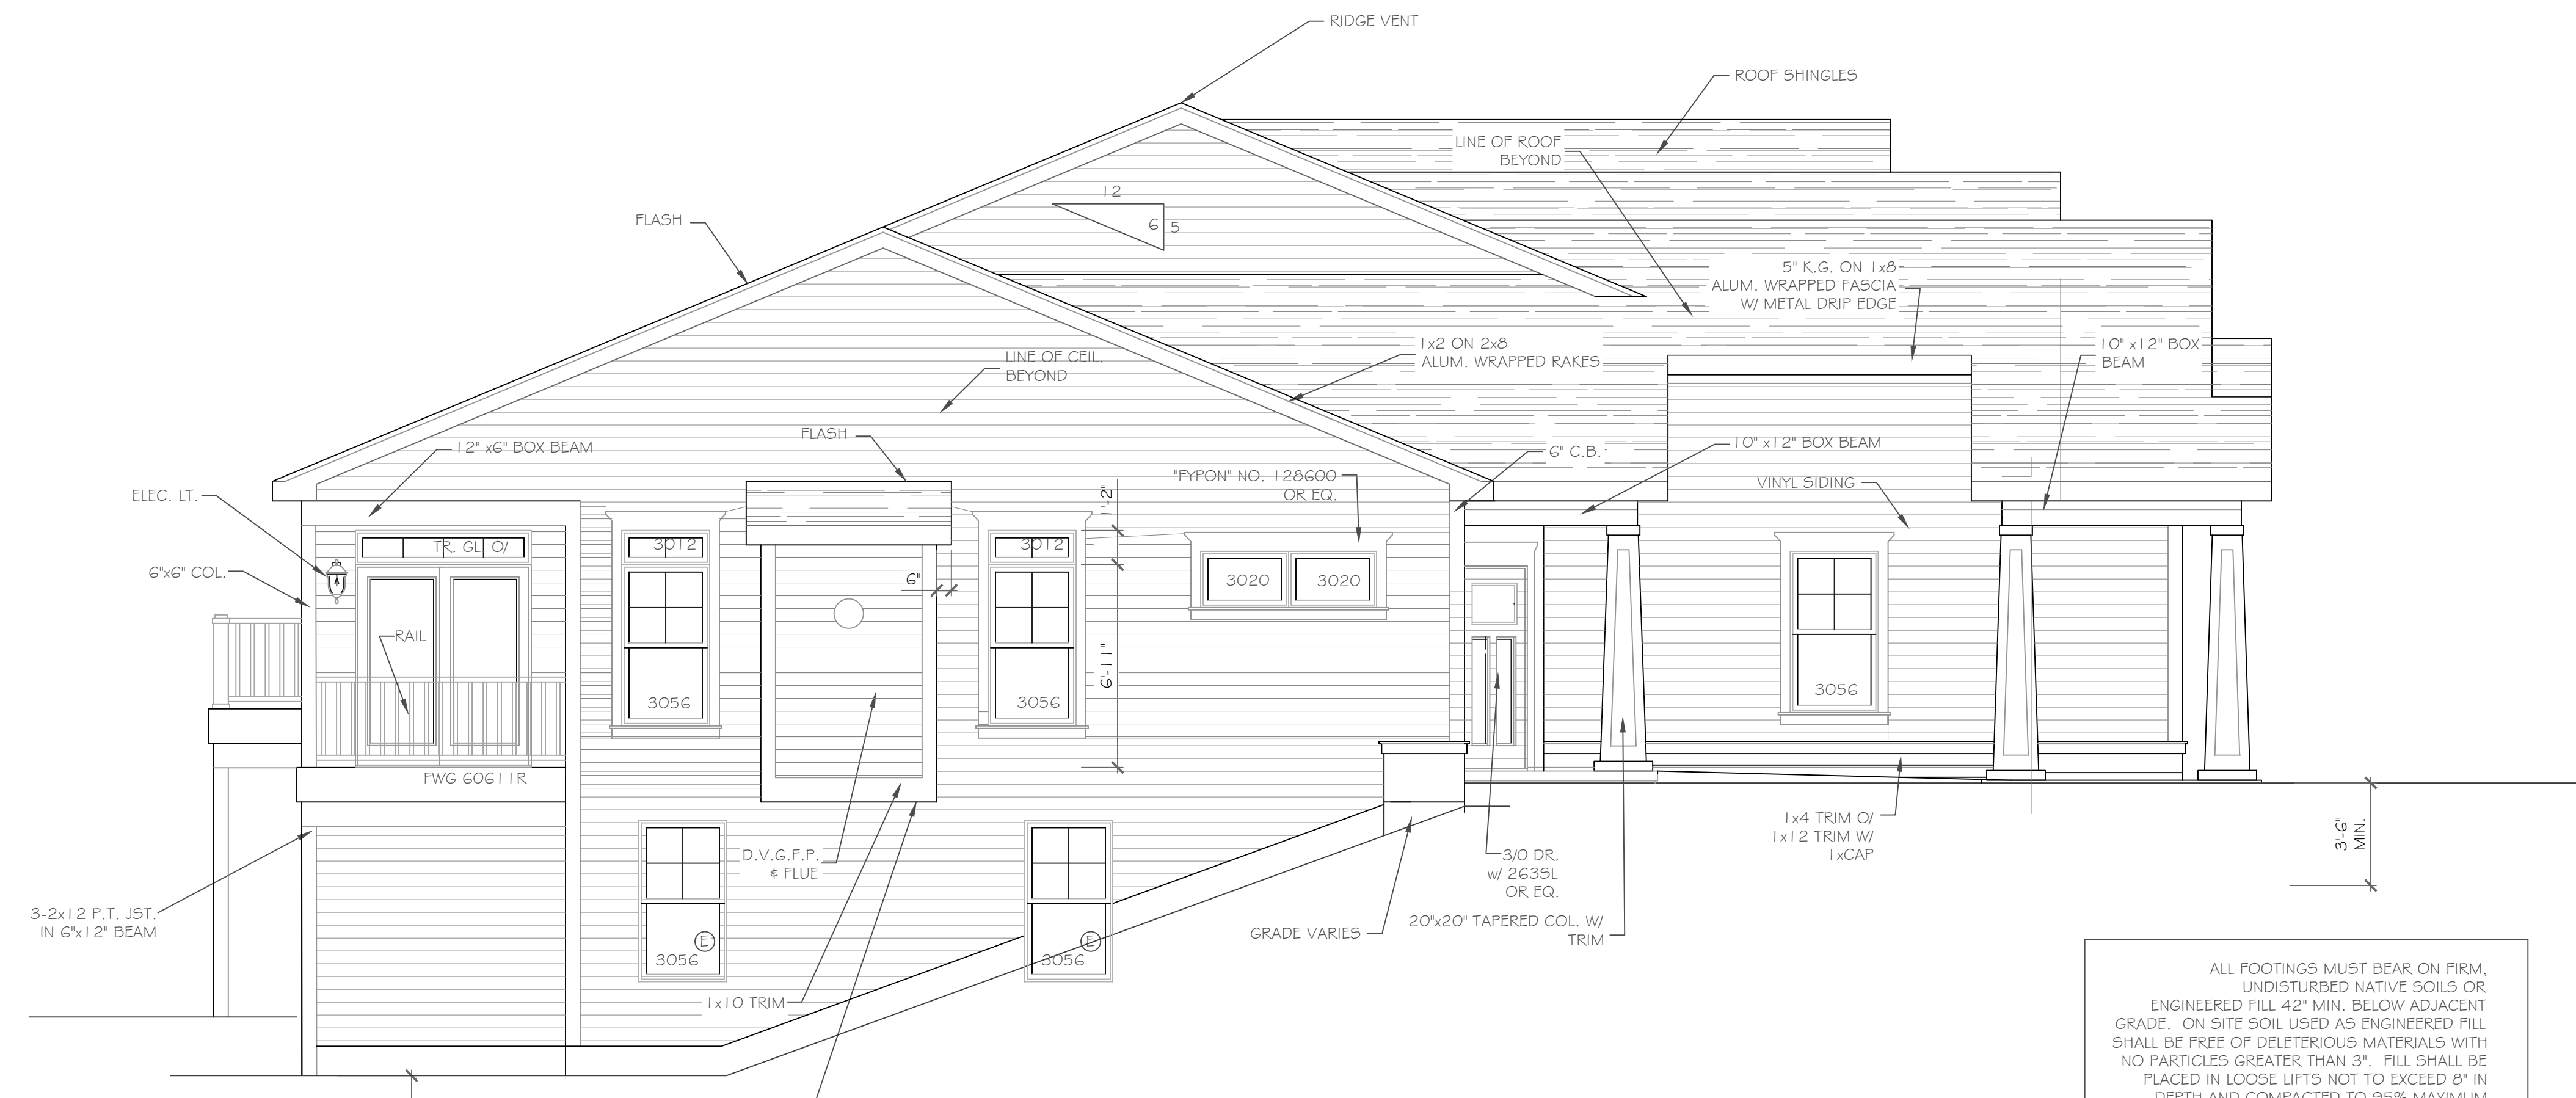 RIDGE VENT
ROOF SHINGLES
LINE OF ROOF
BEYOND
12
6
5
FLASH
5" K.G. ON 1x8
ALUM. WRAPPED FASCIA
W/ METAL DRIP EDGE
1x2 ON 2x8
ALUM. WRAPPED RAKES
10" x12" BOX
BEAM
LINE OF CEIL.
BEYOND
FLASH
12" x6" BOX BEAM
10" x12" BOX BEAM
6" C.B.
"FYPON" NO. 128600
OR EQ.
VINYL SIDING
ELEC. LT.
1'-2"
TR. GL. O/
3012
3012
6"x6" COL.
6"
3020
3020
RAIL
6'-11"
3056
3056
3056
FWG 60611R
1x4 TRIM O/
1x12 TRIM W/
1xCAP
3'-6"
MIN.
D.V.G.F.P.
& FLUE
3/0 DR.
w/ 263SL
OR EQ.
3-2x12 P.T. JST.
IN 6"x12" BEAM
20"x20" TAPERED COL. W/
TRIM
GRADE VARIES
E
3056
E
3056
1x10 TRIM
ALL FOOTINGS MUST BEAR ON FIRM,
UNDISTURBED NATIVE SOILS OR
ENGINEERED FILL 42" MIN. BELOW ADJACENT
GRADE. ON SITE SOIL USED AS ENGINEERED FILL
SHALL BE FREE OF DELETERIOUS MATERIALS WITH
NO PARTICLES GREATER THAN 3". FILL SHALL BE
PLACED IN LOOSE LIFTS NOT TO EXCEED 8" IN
DEPTH AND COMPACTED TO 95% MAXIMUM